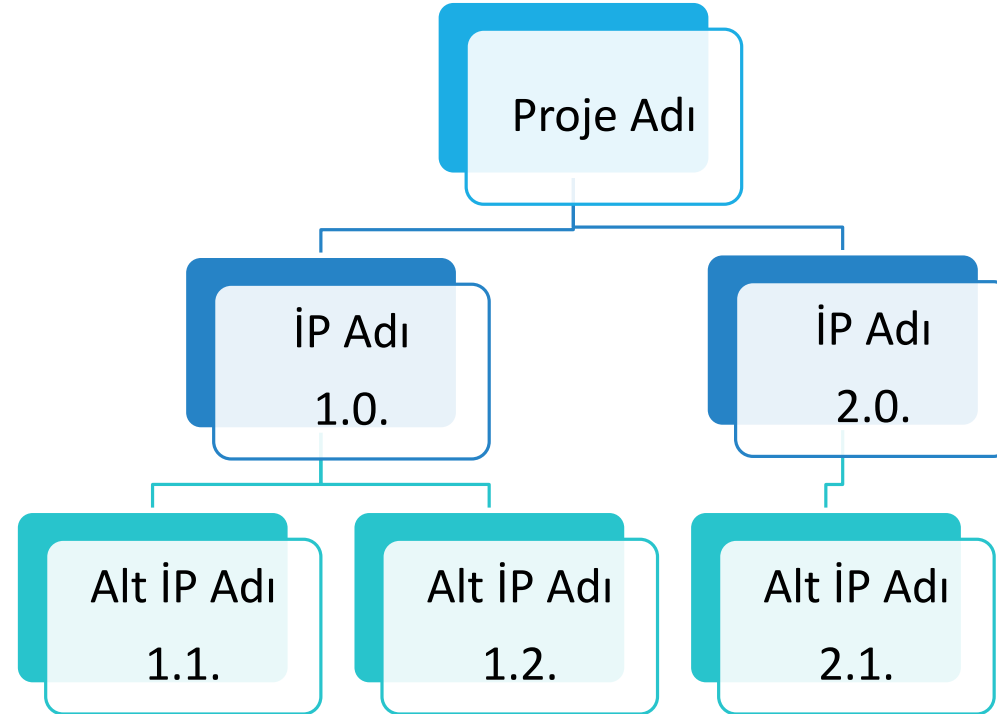 Proje Adı
İP Adı
1.0.
İP Adı
2.0.
Alt İP Adı
1.1.
Alt İP Adı
1.2.
Alt İP Adı
2.1.